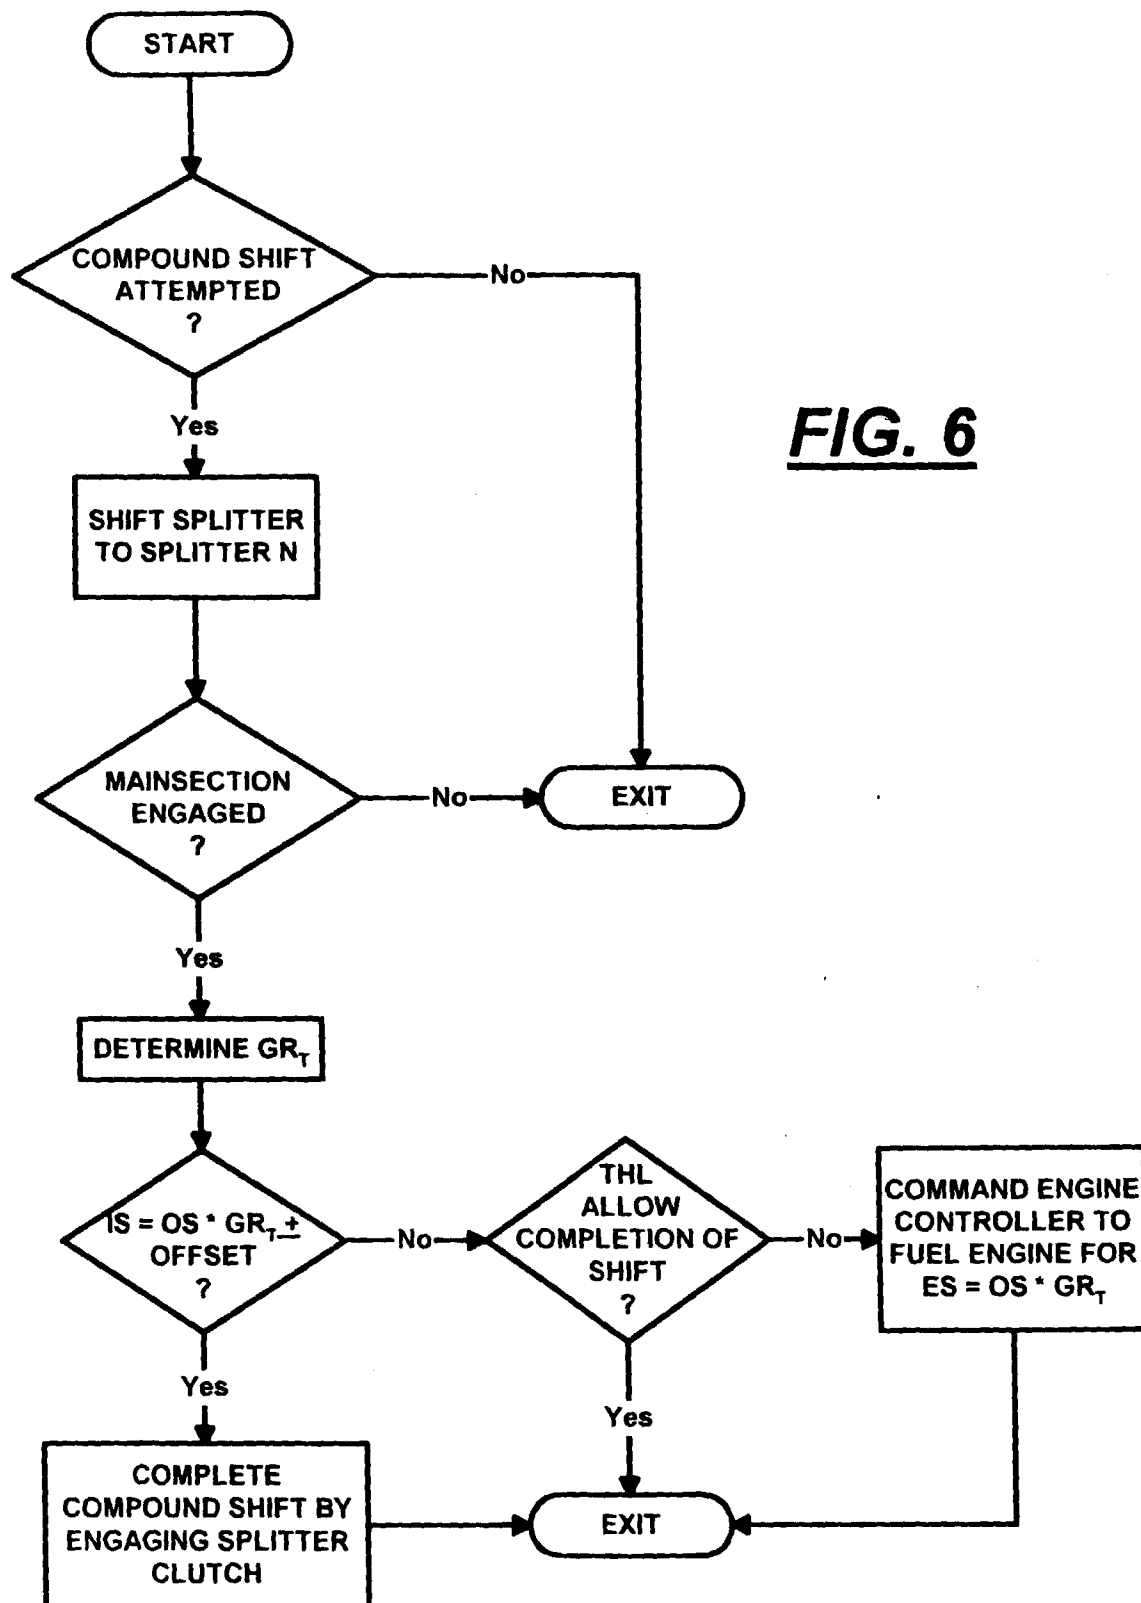 START
COMPOUND SHIFT
ATTEMPTED
?
No
Yes
FIG. 6
SHIFT SPLITTER
TO SPLITTER N
MAINSECTION
ENGAGED
?
No
EXIT
Yes
DETERMINE GR_T
IS = OS * GR_T ±
OFFSET
?
No
THL
ALLOW
COMPLETION OF
SHIFT
?
No
COMMAND ENGINE
CONTROLLER TO
FUEL ENGINE FOR
ES = OS * GR_T
Yes
Yes
COMPLETE
COMPOUND SHIFT BY
ENGAGING SPLITTER
CLUTCH
EXIT